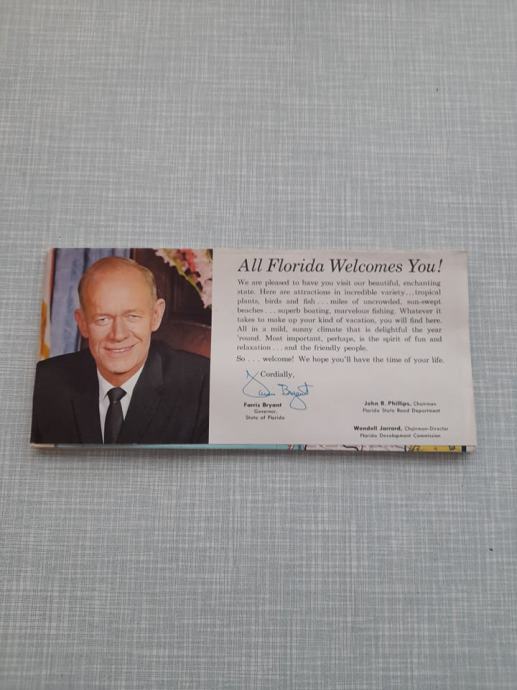 All Florida Welcomes You!
We are pleased to have you visit our beautiful, enchanting
state. Here are attractions in incredible variety...tropical
plants, birds and fish...miles of uncrowded, sun-swept
beaches...superb boating, marvelous fishing. Whatever it
takes to make up your kind of vacation, you will find here.
All in a mild, sunny climate that is delightful the year
'round. Most important, perhaps, is the spirit of fun and
relaxation...and the friendly people.
So...welcome! We hope you'll have the time of your life.
Cordially,
Farris Bryant
Farris Bryant
Governor,
State of Florida
John R. Phillips, Chairman
Florida State Road Department
Wendell Jarrard, Chairman-Director
Florida Development Commission